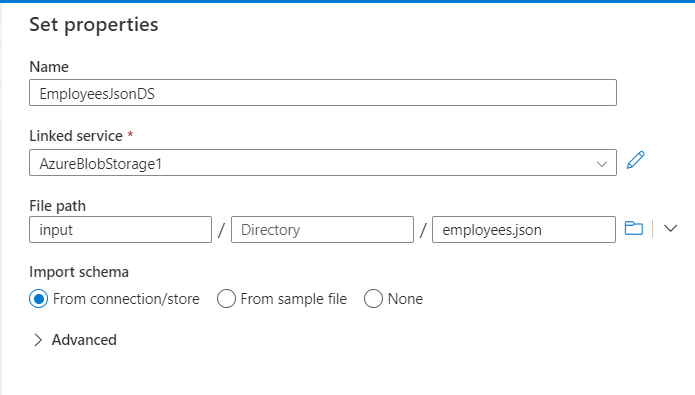 Set properties
Name
EmployeesJsonDS
Linked service *
AzureBlobStorage1
File path
input / Directory / employees.json
Import schema
From connection/store From sample file None
Advanced